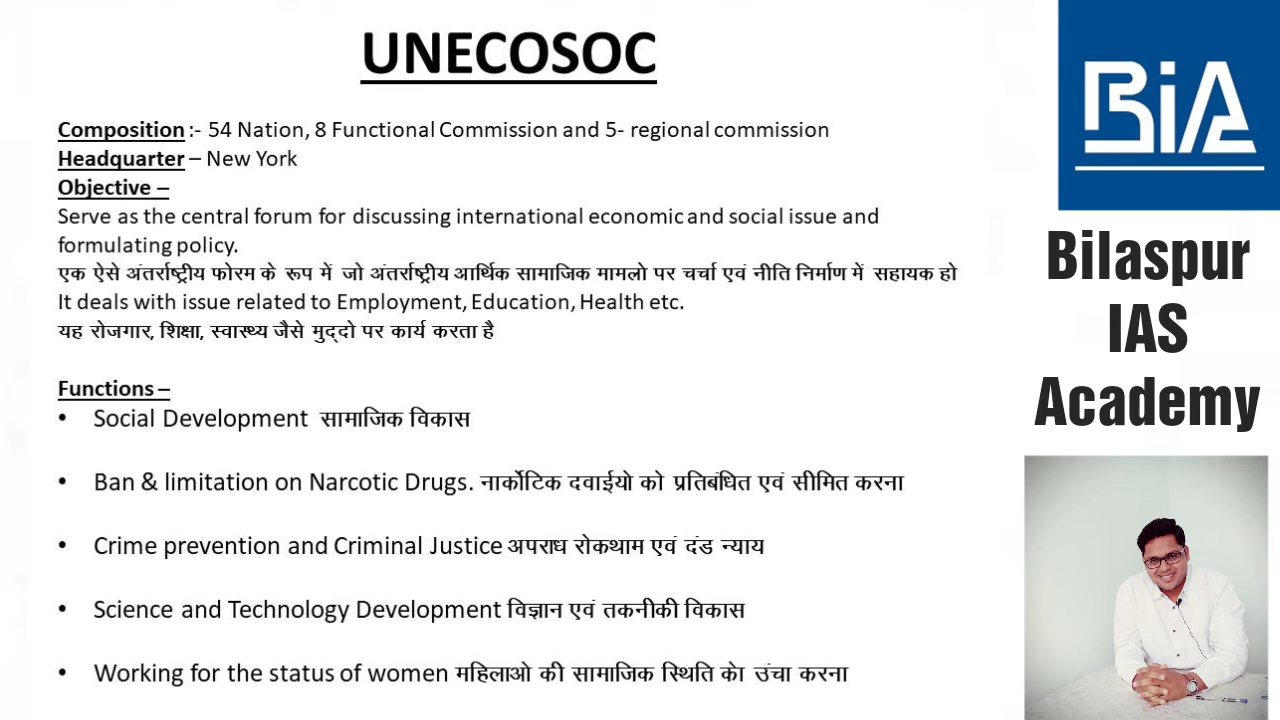 UNECOSOC
Composition :- 54 Nation, 8 Functional Commission and 5- regional commission
Headquarter – New York
Objective –
Serve as the central forum for discussing international economic and social issue and
formulating policy.
एक ऐसे अंतर्राष्ट्रीय फोरम के रूप में जो अंतर्राष्ट्रीय आर्थिक सामाजिक मामलो पर चर्चा एवं नीति निर्माण में सहायक हो
It deals with issue related to Employment, Education, Health etc.
यह रोजगार, शिक्षा, स्वास्थ्य जैसे मुद्दो पर कार्य करता है
Functions –
• Social Development सामाजिक विकास
• Ban & limitation on Narcotic Drugs. नार्कोटिक दवाईयो को प्रतिबंधित एवं सीमित करना
• Crime prevention and Criminal Justice अपराध रोकथाम एवं दंड न्याय
• Science and Technology Development विज्ञान एवं तकनीकी विकास
• Working for the status of women महिलाओ की सामाजिक स्थिति केा उंचा करना
BiA
Bilaspur
IAS
Academy